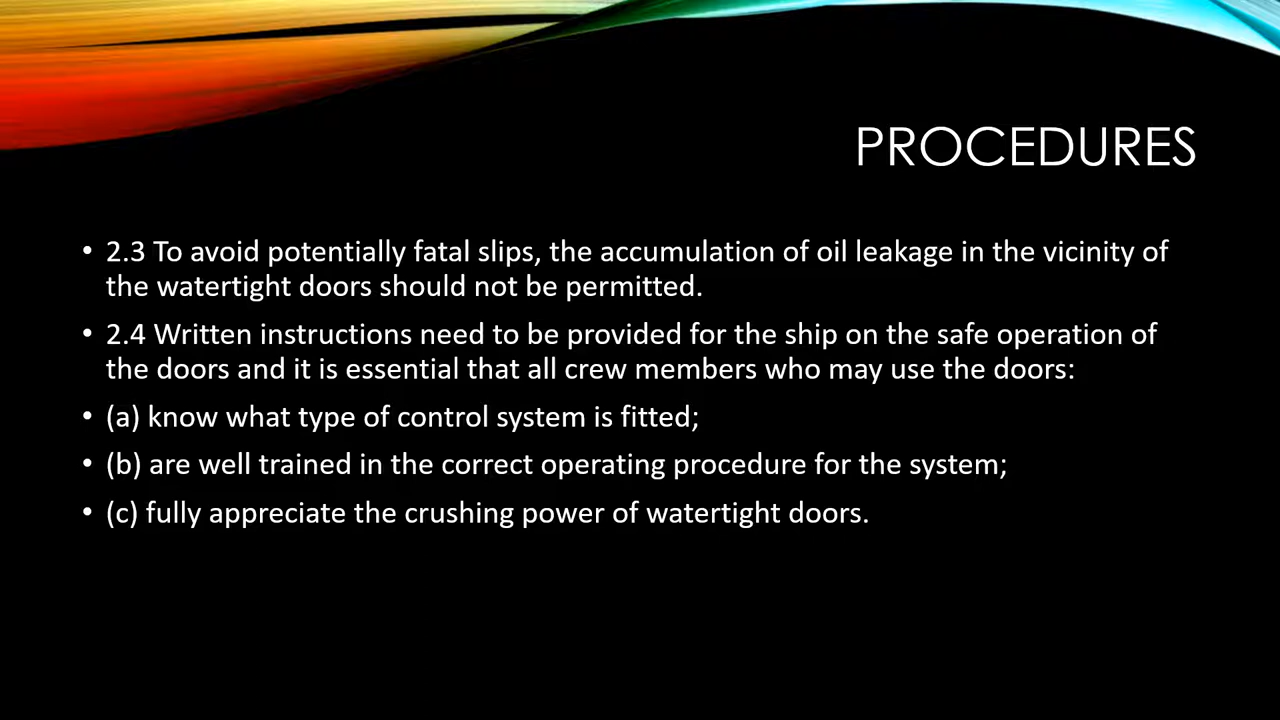 PROCEDURES
• 2.3 To avoid potentially fatal slips, the accumulation of oil leakage in the vicinity of
the watertight doors should not be permitted.
• 2.4 Written instructions need to be provided for the ship on the safe operation of
the doors and it is essential that all crew members who may use the doors:
• (a) know what type of control system is fitted;
• (b) are well trained in the correct operating procedure for the system;
• (c) fully appreciate the crushing power of watertight doors.